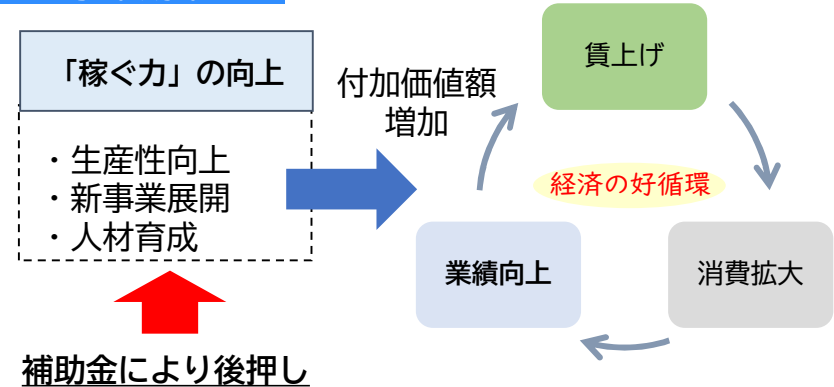 「稼ぐ力」の向上
・生産性向上
・新事業展開
・人材育成
補助金により後押し
付加価値額
増加
賃上げ
経済の好循環
業績向上
消費拡大